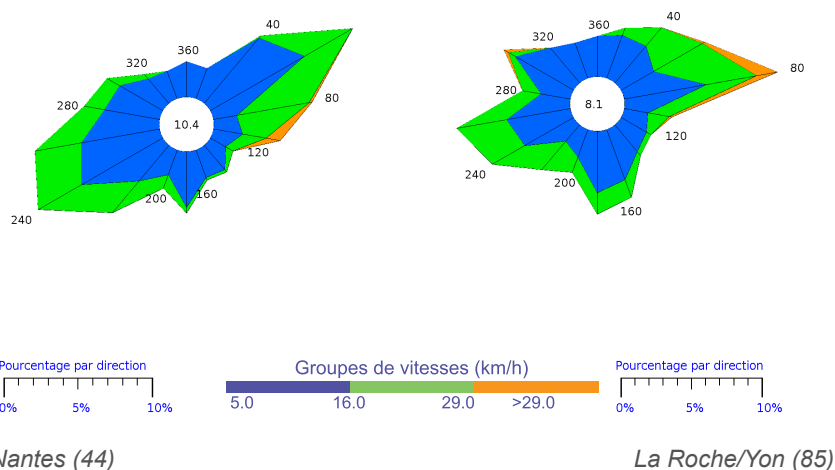 40
360
320
80
280
10.4
120
200
160
240
40
360
320
80
280
8.1
120
240
200
160
Pourcentage par direction
0% 5% 10%
Groupes de vitesses (km/h)
5.0 16.0 29.0 >29.0
Pourcentage par direction
0% 5% 10%
Nantes (44)
La Roche/Yon (85)